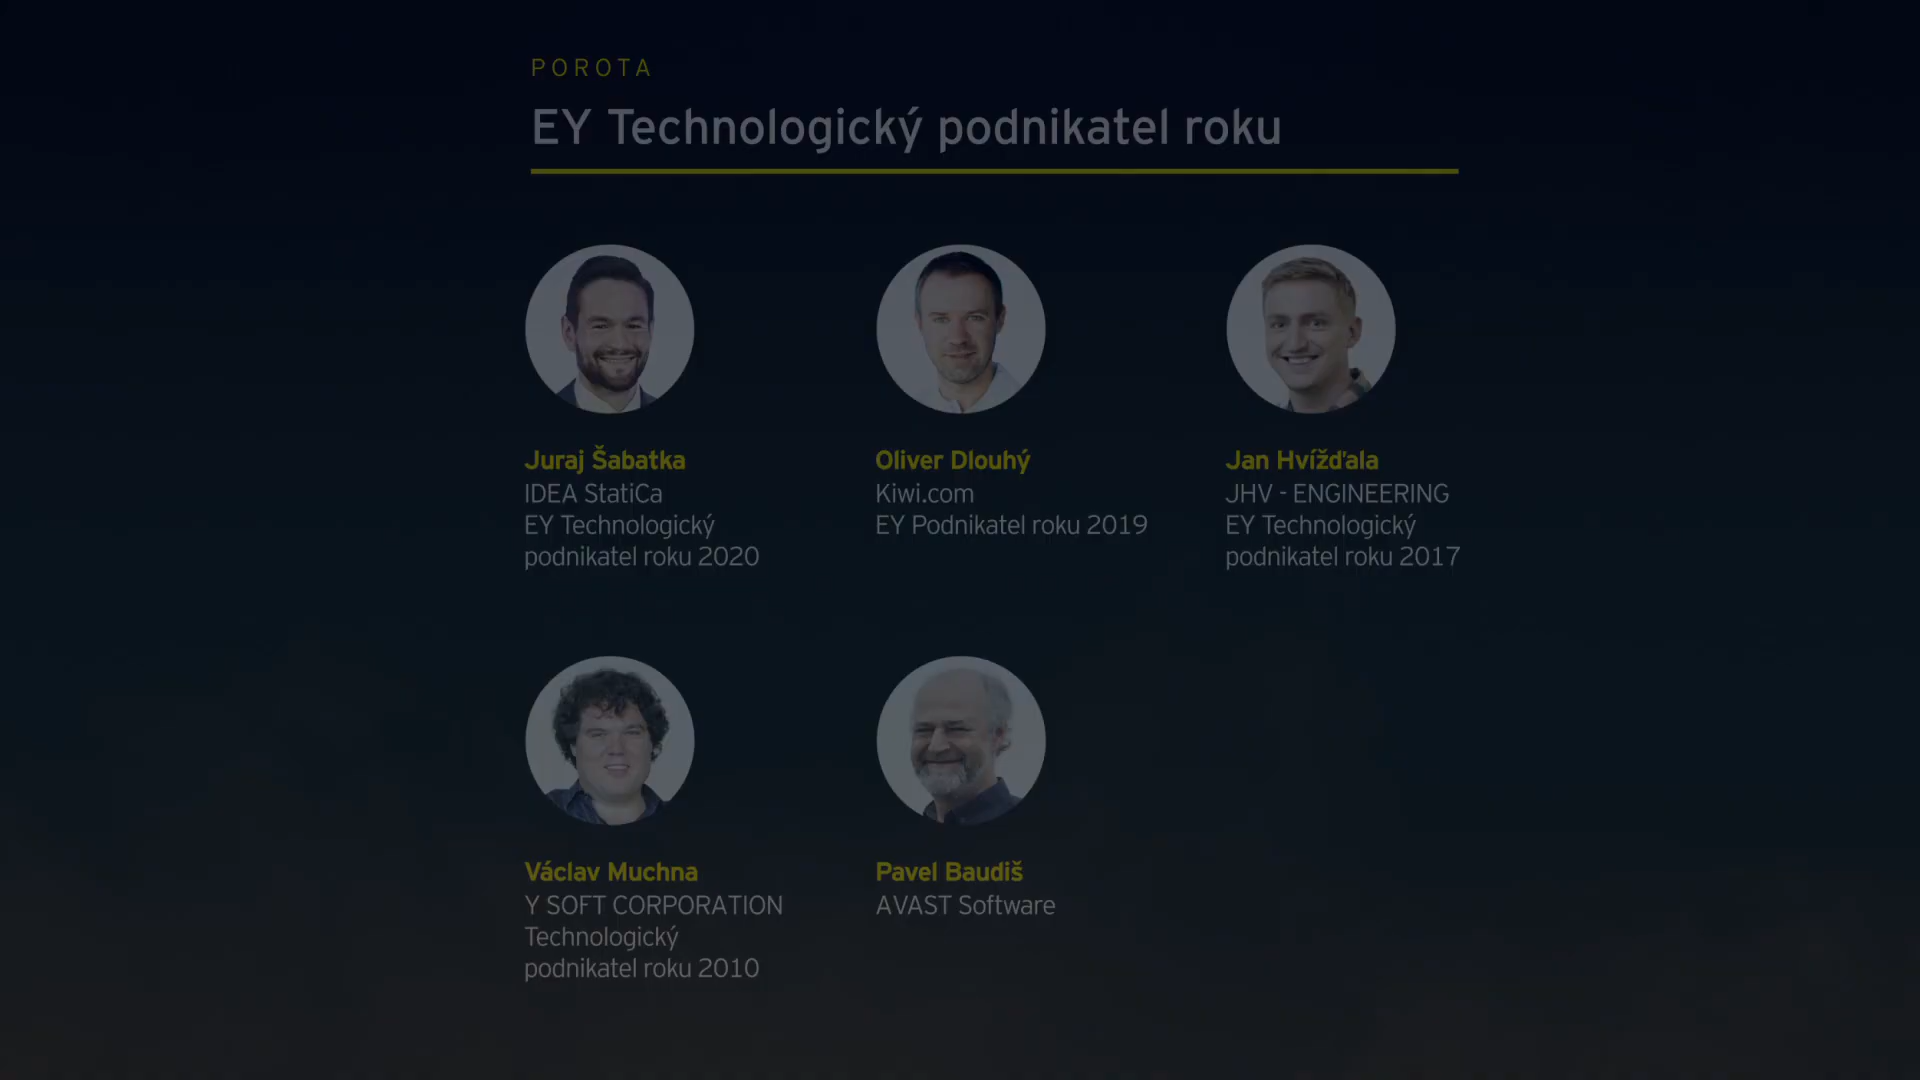 POROTA
EY Technologický podnikatel roku
Juraj Šabatka
IDEA StatiCa
EY Technologický
podnikatel roku 2020
Oliver Dlouhý
Kiwi.com
EY Podnikatel roku 2019
Jan Hvížďala
JHV - ENGINEERING
EY Technologický
podnikatel roku 2017
Václav Muchna
Y SOFT CORPORATION
Technologický
podnikatel roku 2010
Pavel Baudiš
AVAST Software